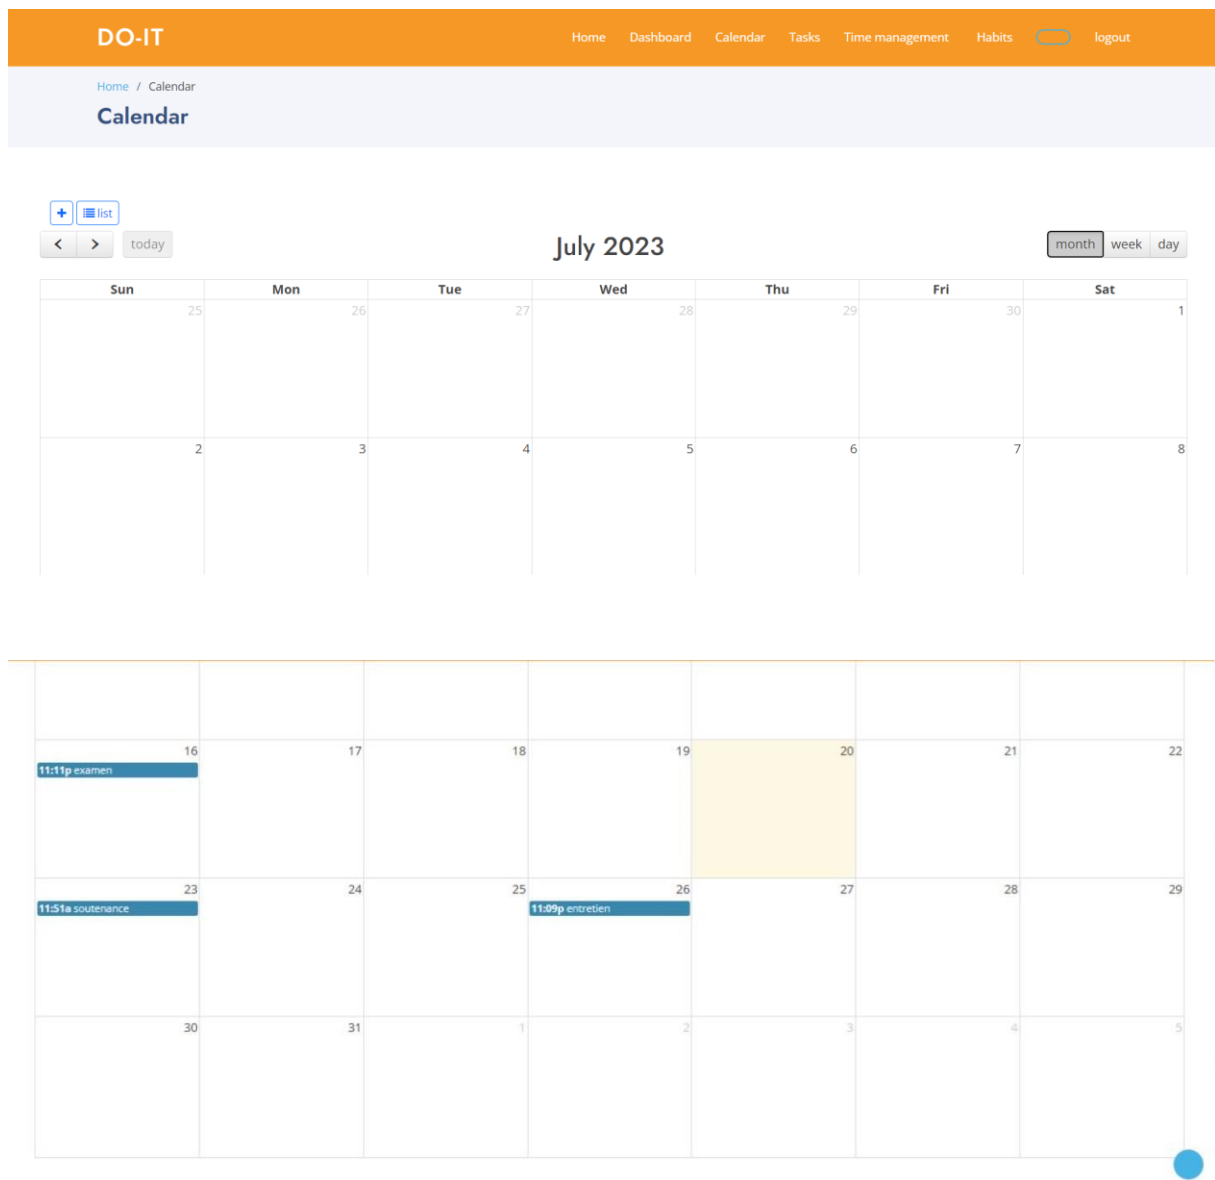 DO-IT Home Dashboard Calendar Tasks Time management Habits logout
Home / Calendar
Calendar
+ list
< > today July 2023 month week day
Sun Mon Tue Wed Thu Fri Sat
25 26 27 28 29 30 1
2 3 4 5 6 7 8
16 17 18 19 20 21 22
11:11p examen
23 24 25 26 27 28 29
11:51a soutenance 11:09p entretien
30 31 1 2 3 4 5